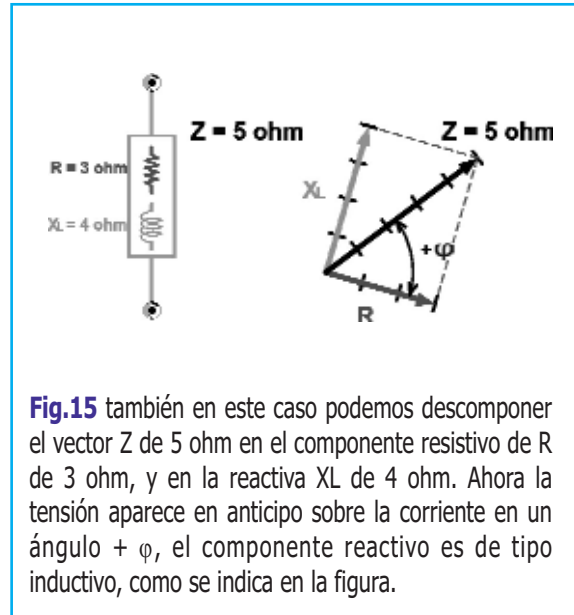 Z = 5 ohm
Z = 5 ohm
R = 3 ohm
XL = 4 ohm
XL
+φ
R
Fig.15 también en este caso podemos descomponer
el vector Z de 5 ohm en el componente resistivo de R
de 3 ohm, y en la reactiva XL de 4 ohm. Ahora la
tensión aparece en anticipo sobre la corriente en un
ángulo + φ, el componente reactivo es de tipo
inductivo, como se indica en la figura.